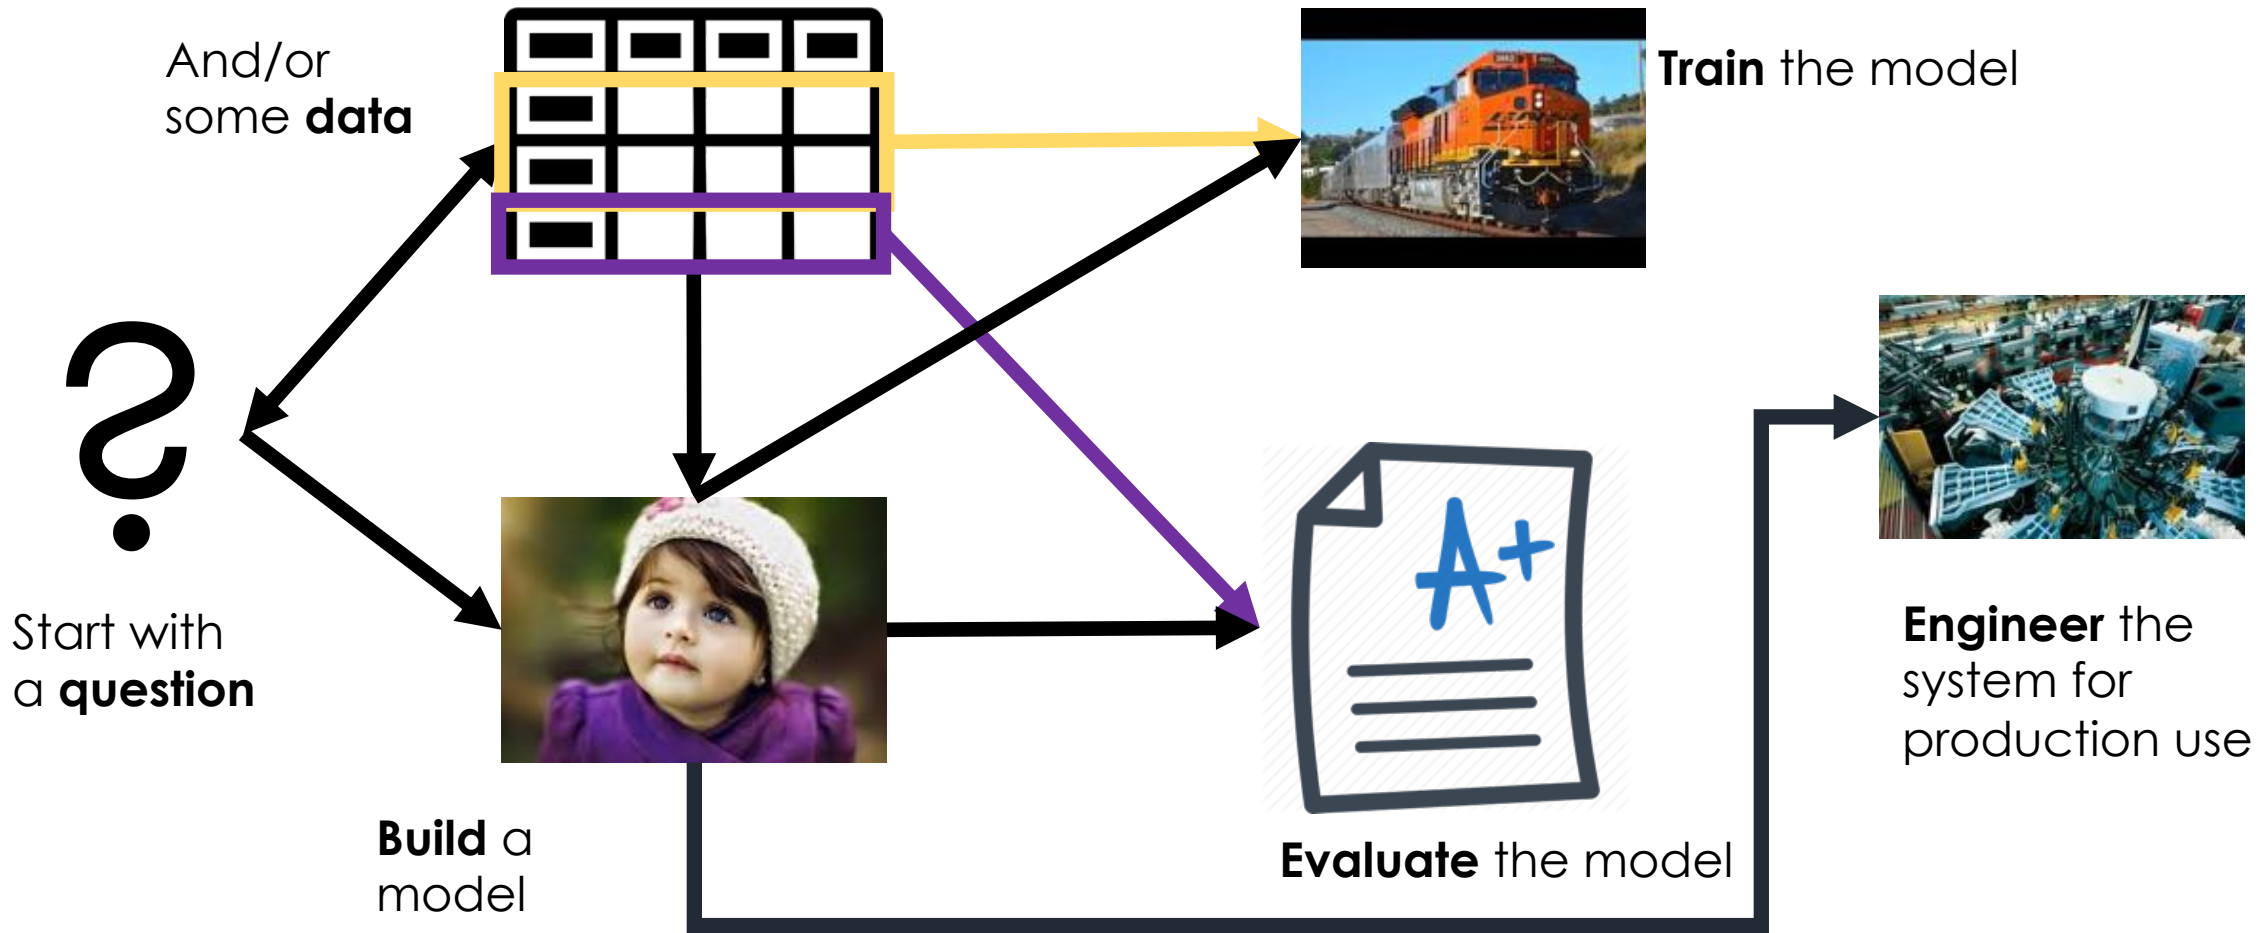 And/or
some data
Train the model
Start with
a question
A+
Engineer the
system for
production use
Build a
model
Evaluate the model